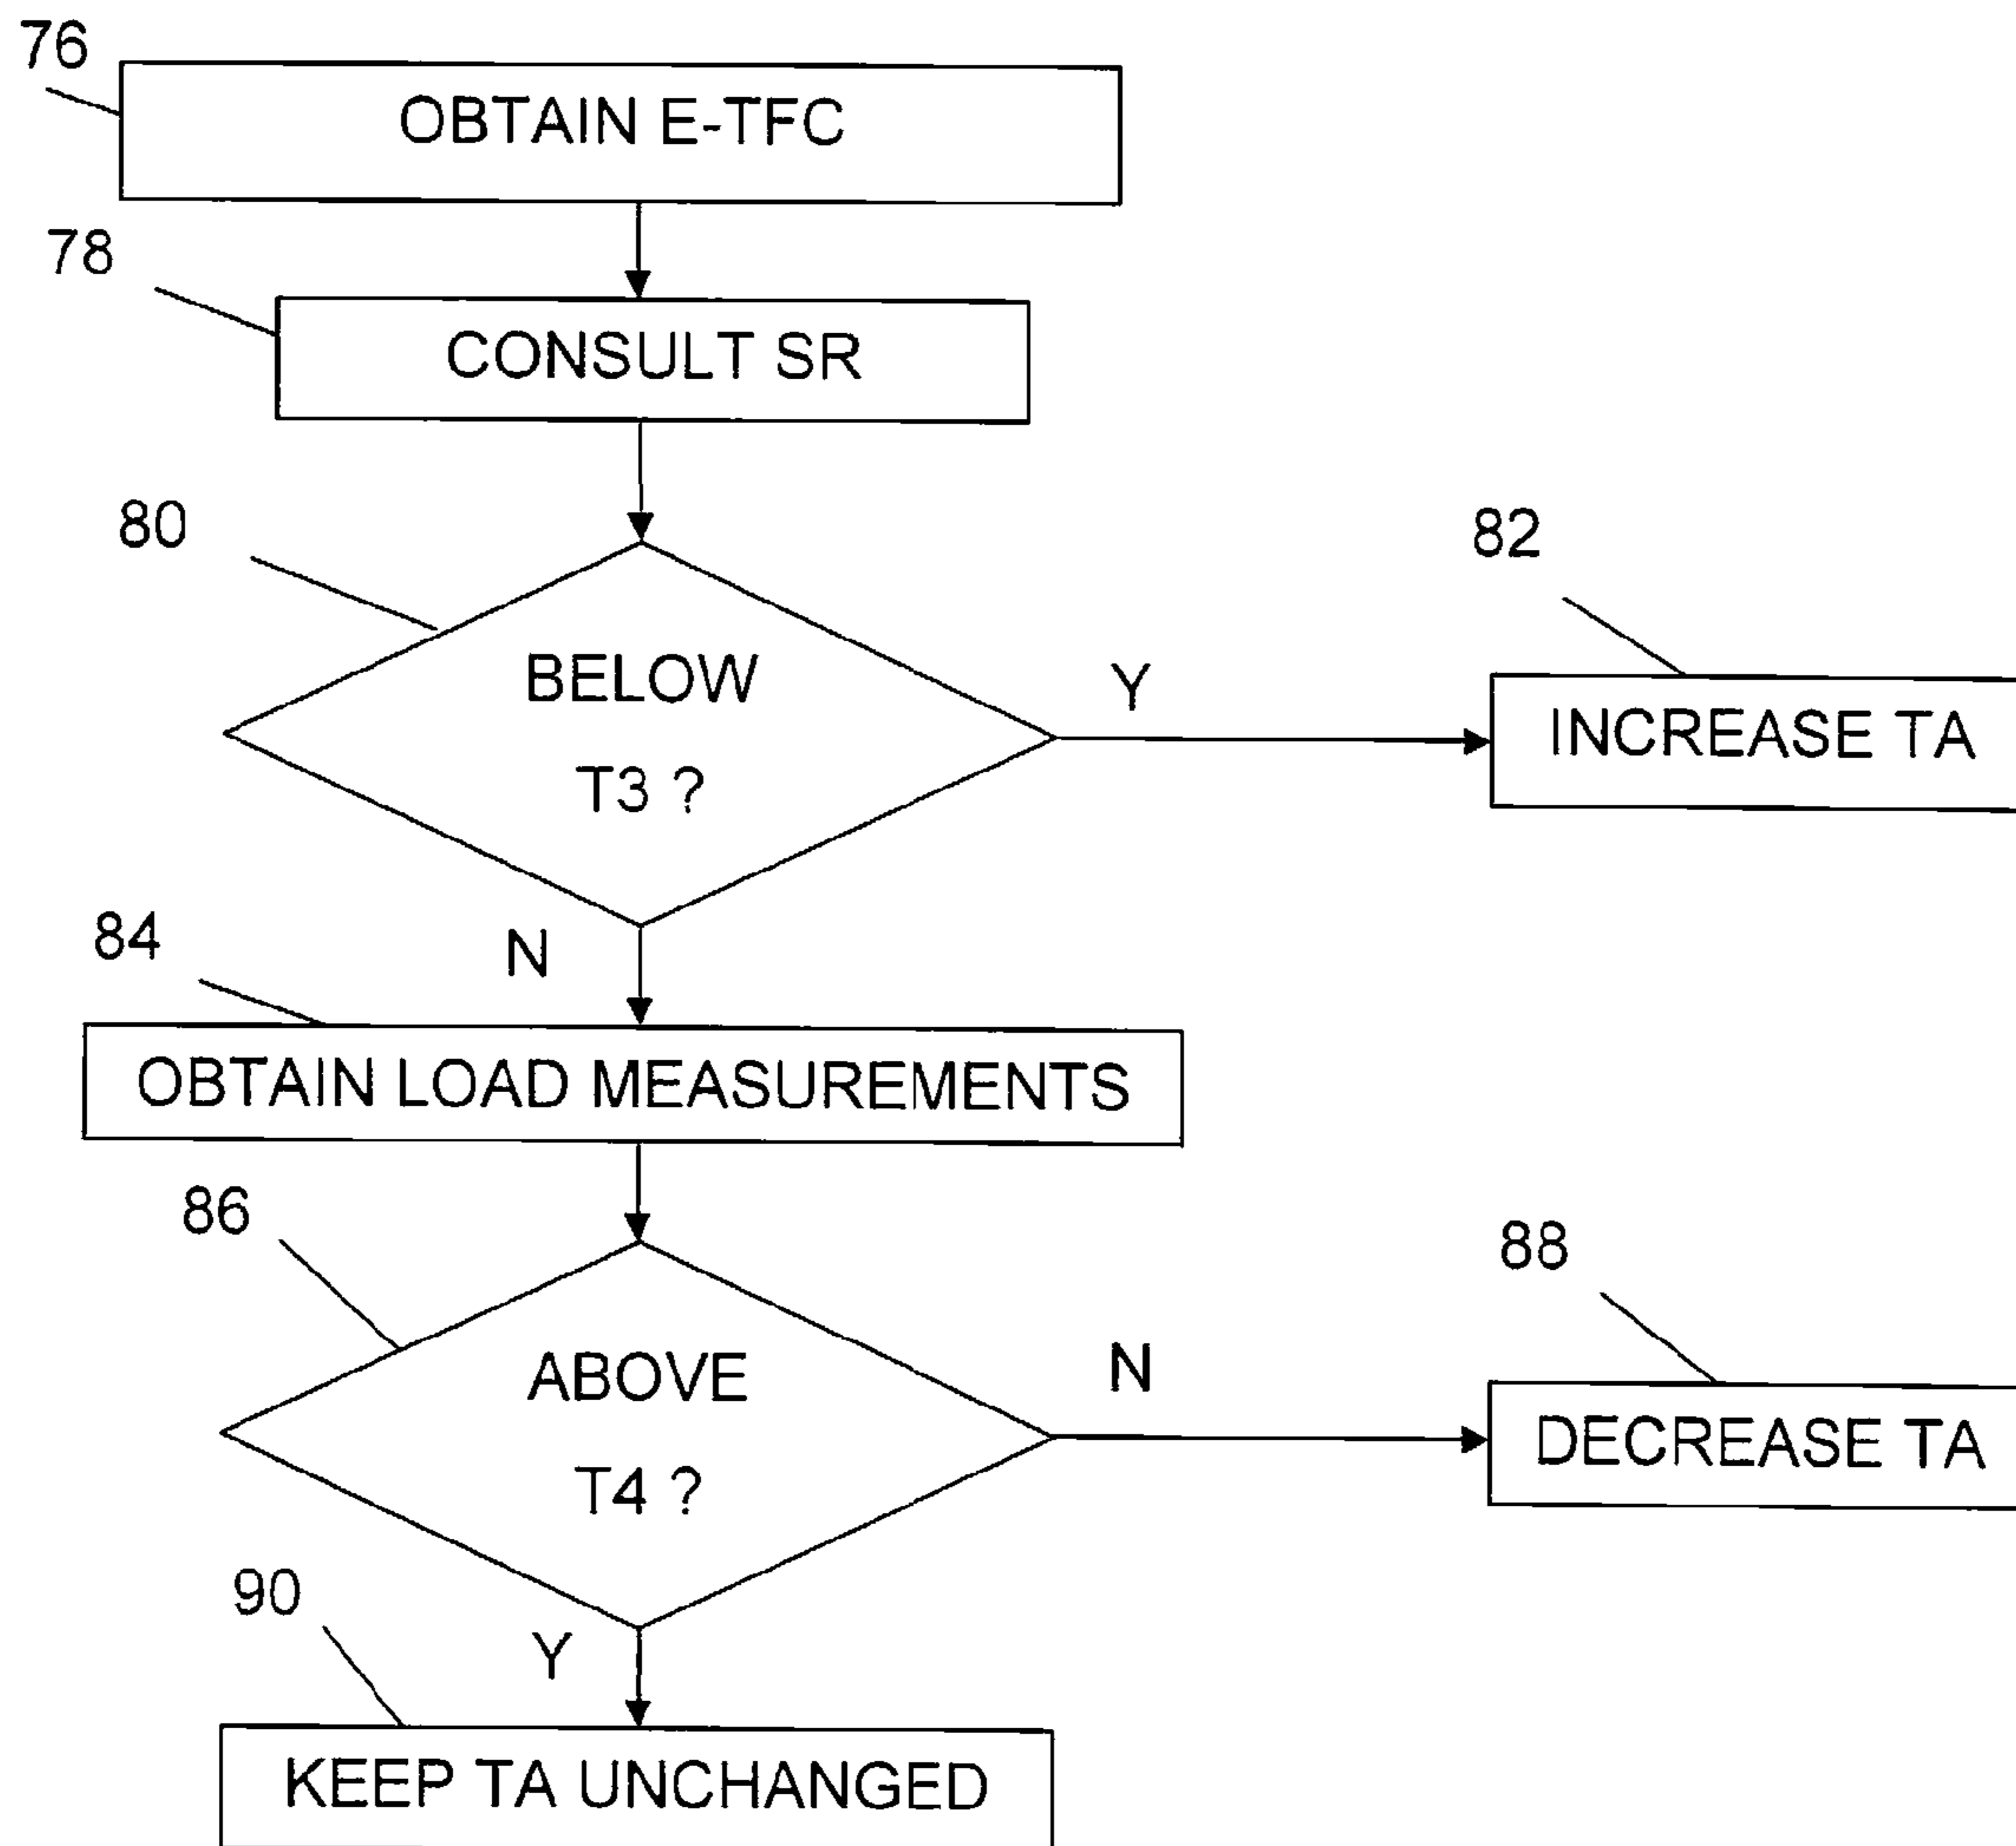 76
OBTAIN E-TFC
78
CONSULT SR
80
BELOW
T3 ?
Y
82
INCREASE TA
N
84
OBTAIN LOAD MEASUREMENTS
86
ABOVE
T4 ?
N
88
DECREASE TA
Y
90
KEEP TA UNCHANGED